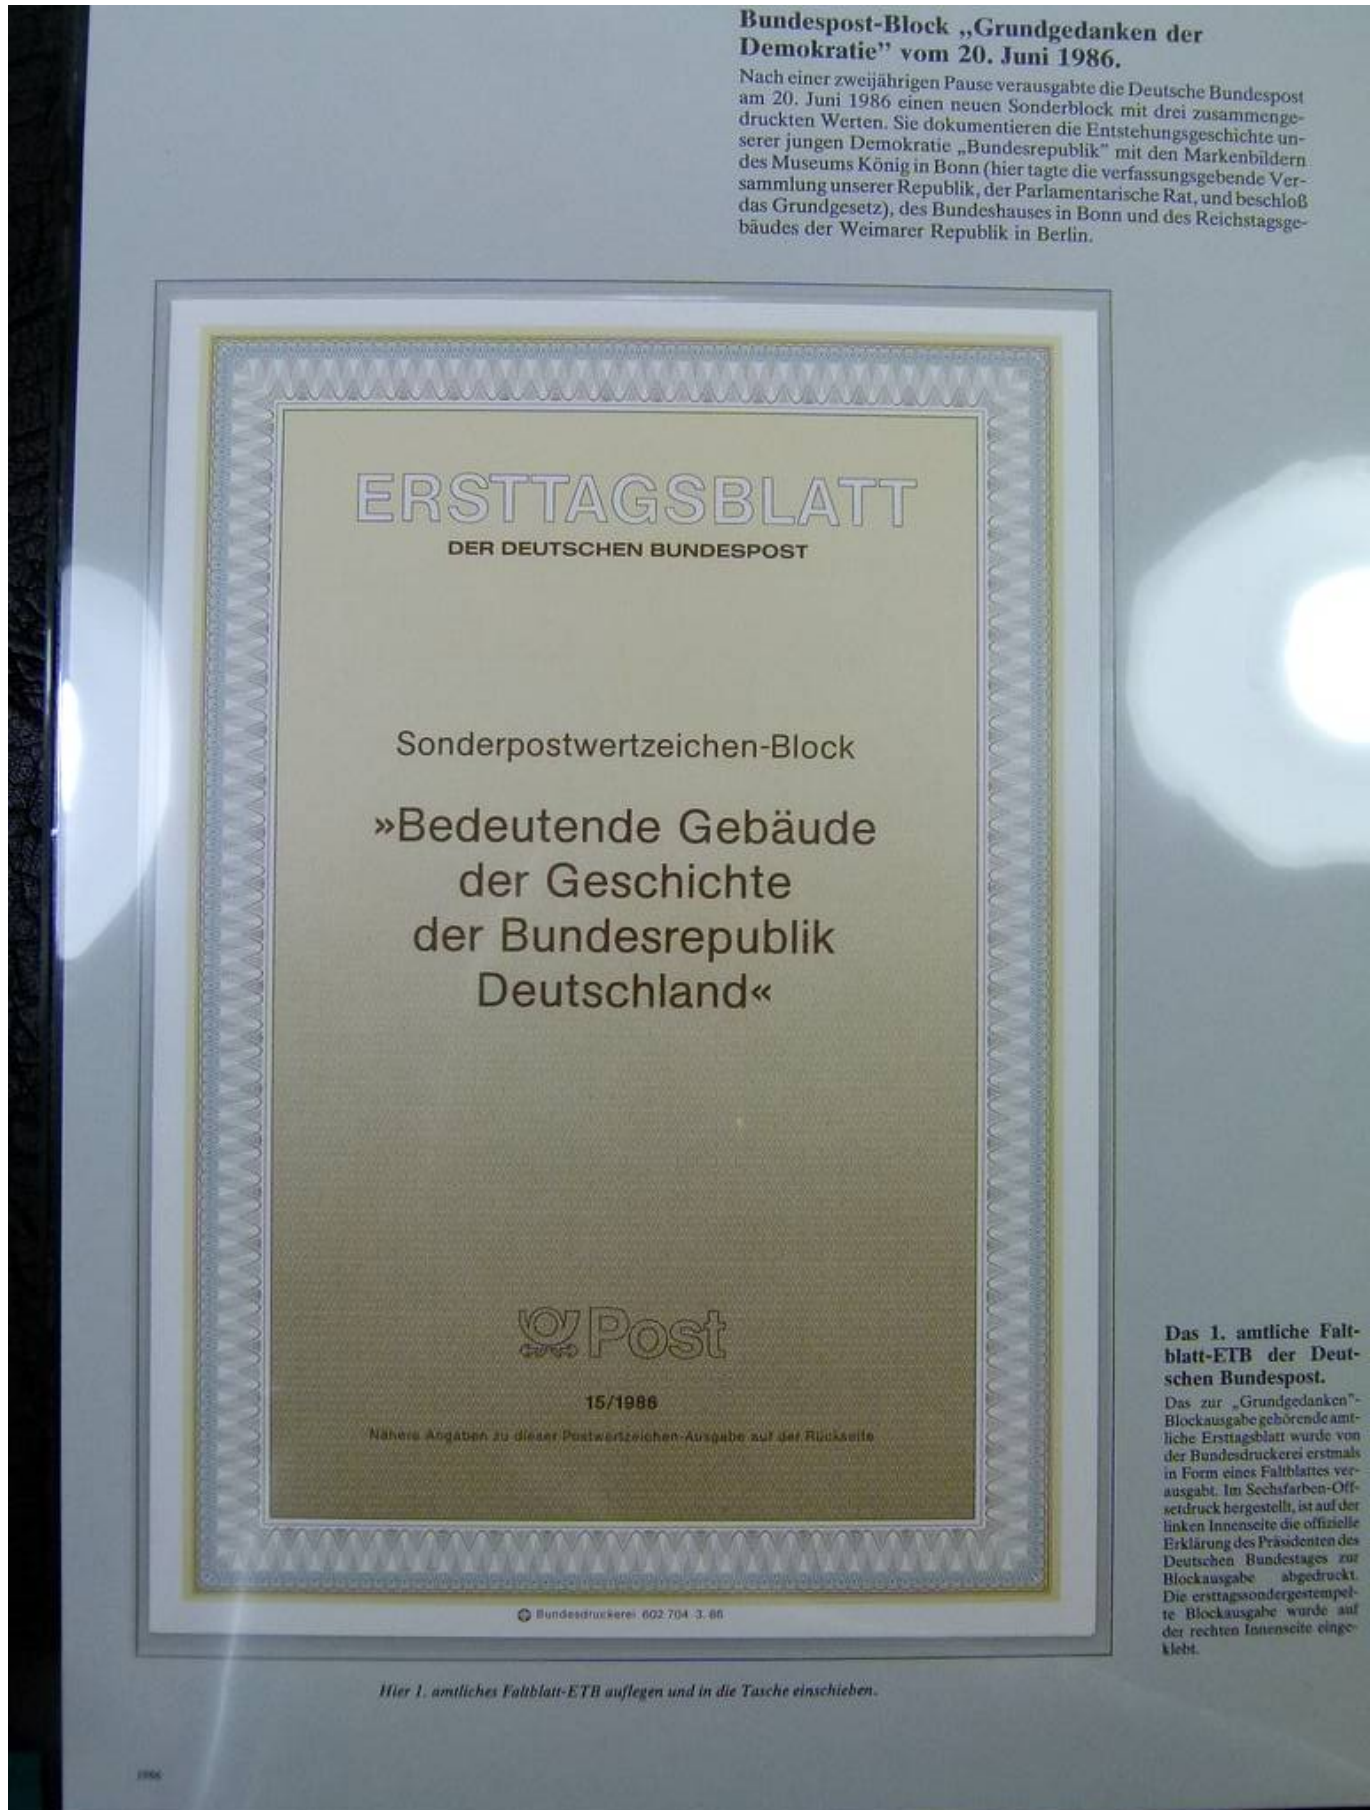 Bundespost-Block „Grundgedanken der
Demokratie” vom 20. Juni 1986.
Nach einer zweijährigen Pause verausgabte die Deutsche Bundespost
am 20. Juni 1986 einen neuen Sonderblock mit drei zusammenge-
druckten Werten. Sie dokumentieren die Entstehungsgeschichte un-
serer jungen Demokratie „Bundesrepublik” mit den Markenbildern
des Museums König in Bonn (hier tagte die verfassungsgebende Ver-
sammlung unserer Republik, der Parlamentarische Rat, und beschloß
das Grundgesetz), des Bundeshauses in Bonn und des Reichstagsge-
bäudes der Weimarer Republik in Berlin.
ERSTTAGSBLATT
DER DEUTSCHEN BUNDESPOST
Sonderpostwertzeichen-Block
»Bedeutende Gebäude
der Geschichte
der Bundesrepublik
Deutschland«
Post
15/1986
Nähere Angaben zu dieser Postwertzeichen-Ausgabe auf der Rückseite
Bundesdruckerei 602 704 3. 86
Hier 1. amtliches Faltblatt-ETB auflegen und in die Tasche einschieben.
Das 1. amtliche Falt-
blatt-ETB der Deut-
schen Bundespost.
Das zur „Grundgedanken”-
Blockausgabe gehörende amt-
liche Ersttagsblatt wurde von
der Bundesdruckerei erstmals
in Form eines Faltblattes ver-
ausgabt. Im Sechsfarben-Off-
setdruck hergestellt, ist auf der
linken Innenseite die offizielle
Erklärung des Präsidenten des
Deutschen Bundestages zur
Blockausgabe abgedruckt.
Die ersttagssondergestempel-
te Blockausgabe wurde auf
der rechten Innenseite einge-
klebt.
1986